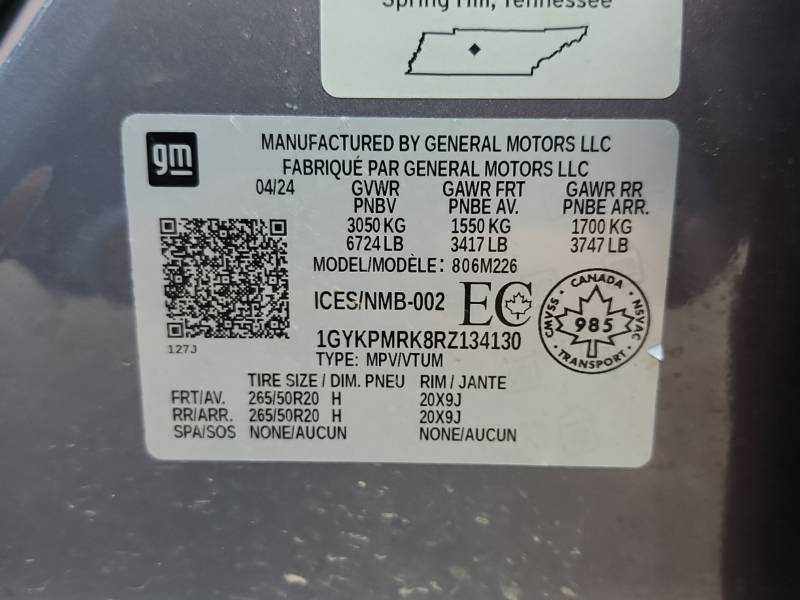 Spring Hill, Tennessee
gm
MANUFACTURED BY GENERAL MOTORS LLC
FABRIQUÉ PAR GENERAL MOTORS LLC
04/24 GVWR GAWR FRT GAWR RR
PNBV PNBE AV. PNBE ARR.
3050 KG 1550 KG 1700 KG
6724 LB 3417 LB 3747 LB
MODEL/MODÈLE: 806M226
ICES/NMB-002 EC
CANADA
CMVSS 985 NSVAC
TRANSPORT
1GYKPMRK8RZ134130
127J
TYPE: MPV/VTUM
TIRE SIZE / DIM. PNEU RIM / JANTE
FRT/AV. 265/50R20 H 20X9J
RR/ARR. 265/50R20 H 20X9J
SPA/SOS NONE/AUCUN NONE/AUCUN